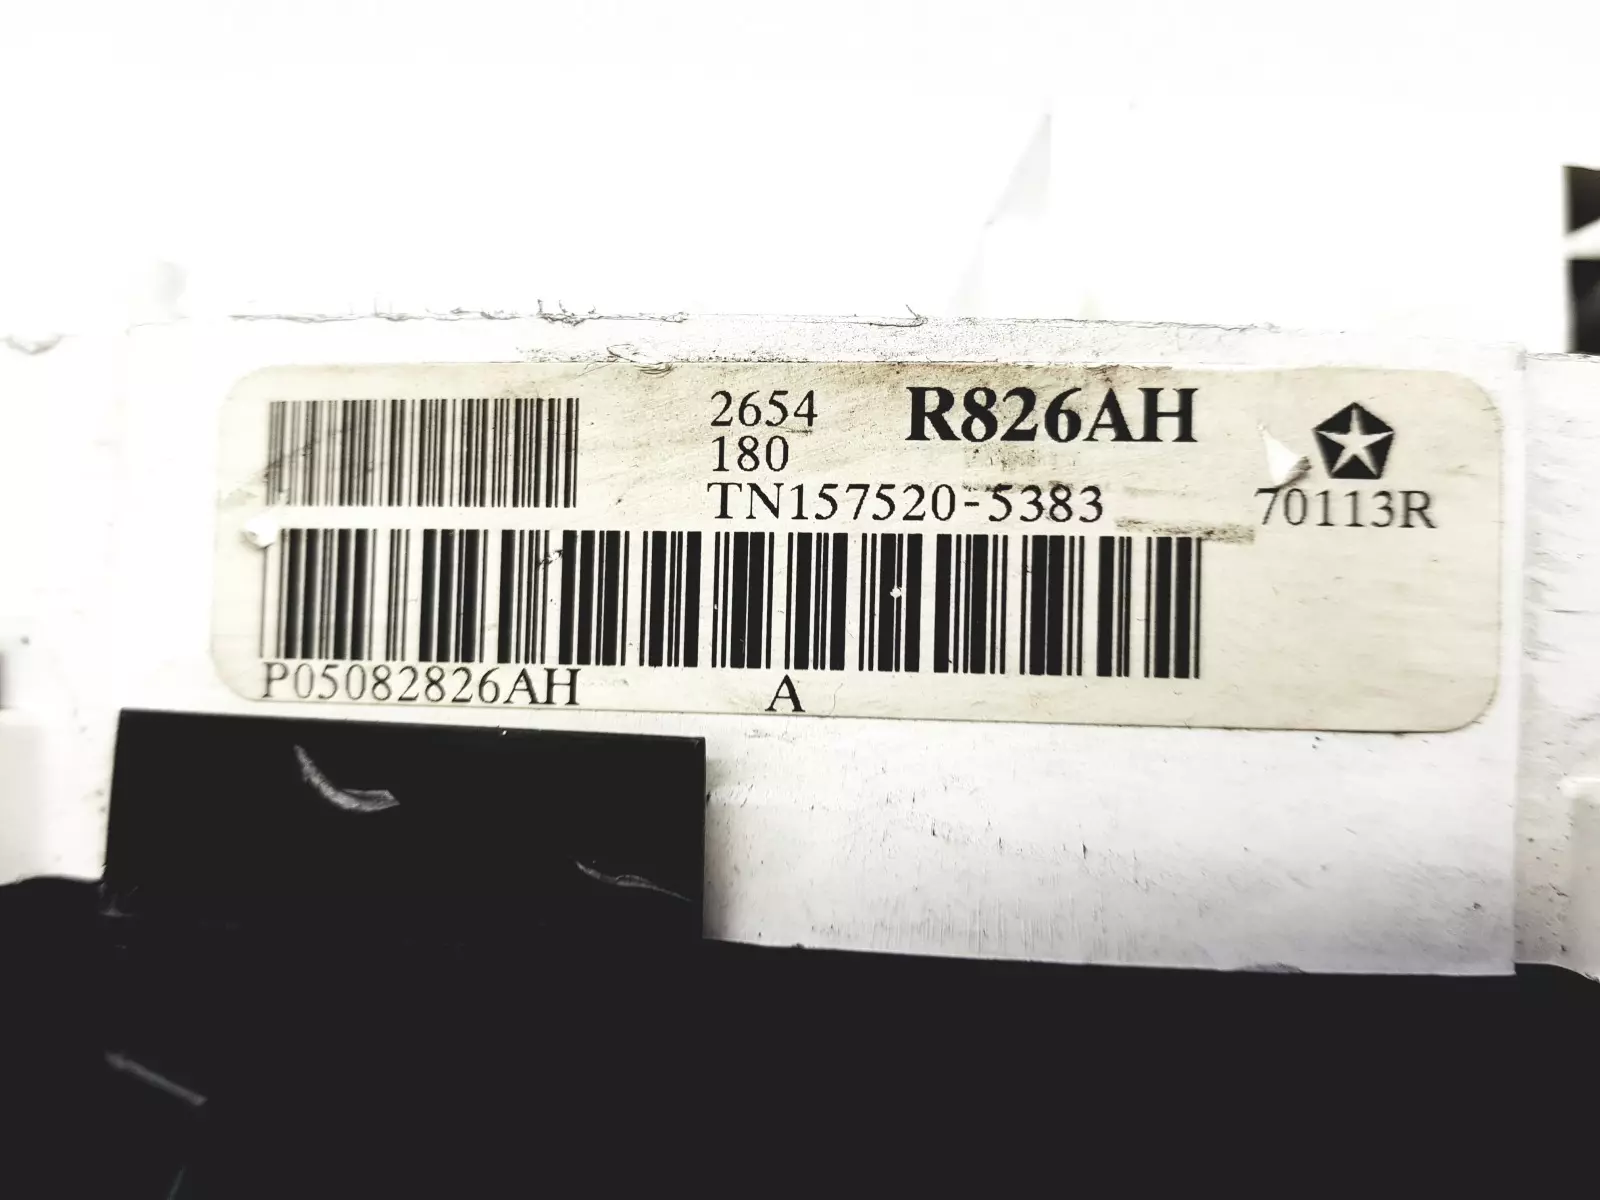 2654 R826AH
180
TN157520-5383
70113R
P05082826AH A